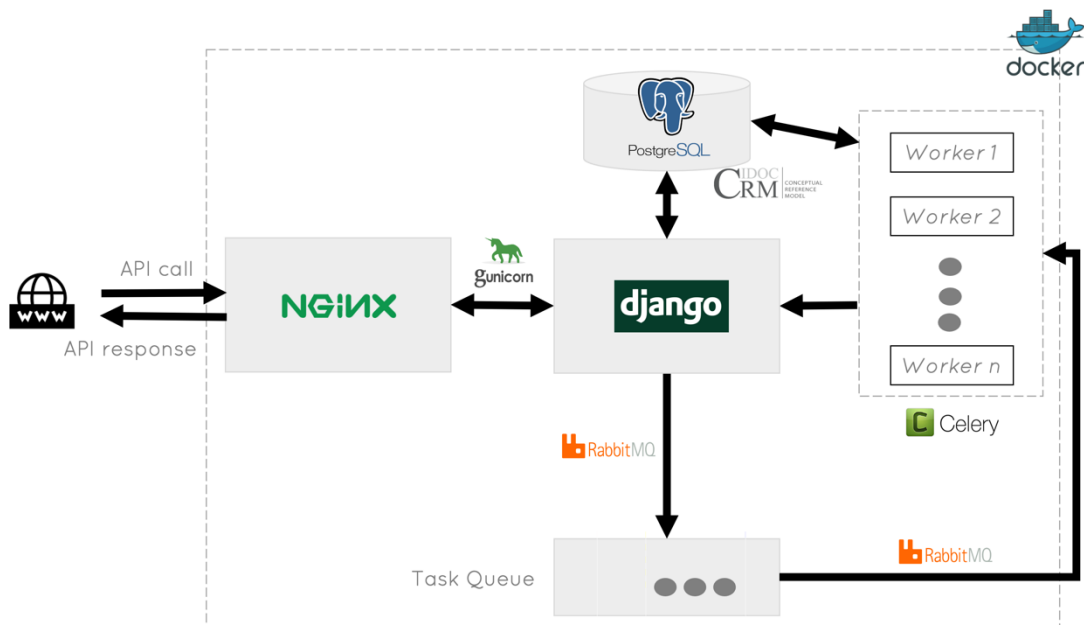 docker
PostgreSQL
CIDOC
CRM
CONCEPTUAL
REFERENCE
MODEL
Worker 1
Worker 2
API call
gunicorn
NGiNX
django
WWW
API response
Worker n
C Celery
RabbitMQ
RabbitMQ
Task Queue